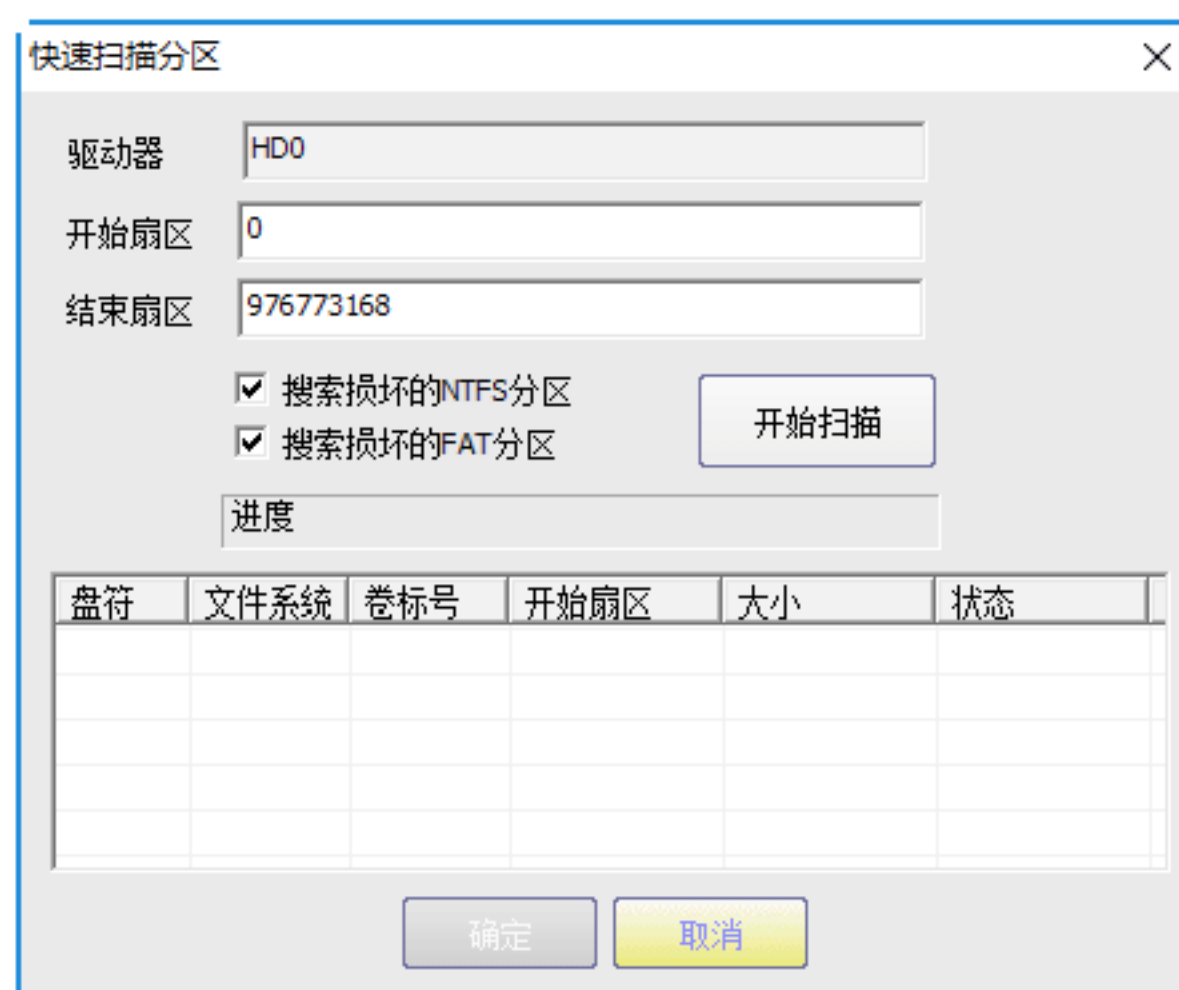 快速扫描分区
驱动器 HD0
开始扇区 0
结束扇区 976773168
搜索损坏的NTFS分区
搜索损坏的FAT分区
开始扫描
进度
盘符 文件系统 卷标号 开始扇区 大小 状态
确定 取消